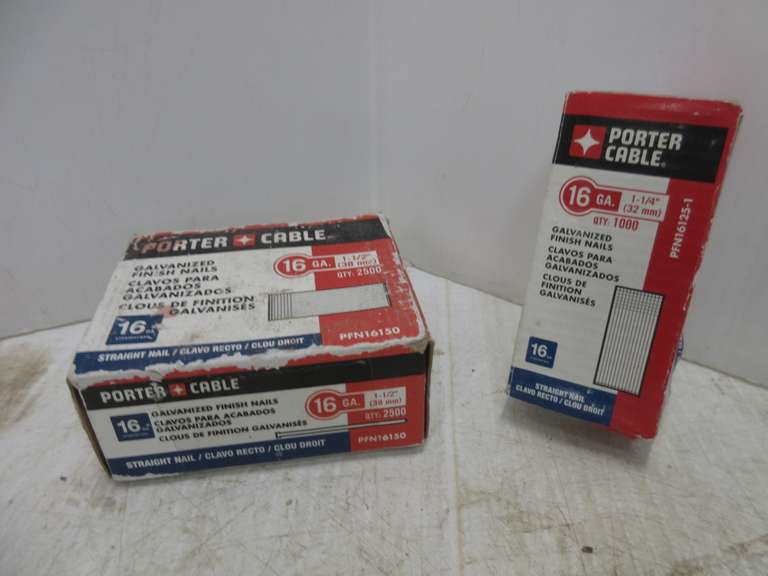 PORTER CABLE
GALVANIZED
FINISH NAILS
CLAVOS PARA
ACABADOS
GALVANIZADOS
CLOUS DE FINITION
GALVANISÉS
16 GA.
1-1/2"
(38 mm)
QTY: 2500
16 GA
STRAIGHT NAIL / CLAVO RECTO / CLOU DROIT
PFN16150
PORTER CABLE
16 GA
GALVANIZED FINISH NAILS
CLAVOS PARA ACABADOS
GALVANIZADOS
CLOUS DE FINITION GALVANISÉS
16 GA.
1-1/2"
(38 mm)
QTY: 2500
STRAIGHT NAIL / CLAVO RECTO / CLOU DROIT
PFN16150
PORTER
CABLE®
16 GA.
1-1/4"
(32 mm)
QTY: 1000
PFN16125-1
GALVANIZED
FINISH NAILS
CLAVOS PARA
ACABADOS
GALVANIZADOS
CLOUS DE
FINITION
GALVANISÉS
16 GA
STRAIGHT NAIL
CLAVO RECTO / CLOU DROIT